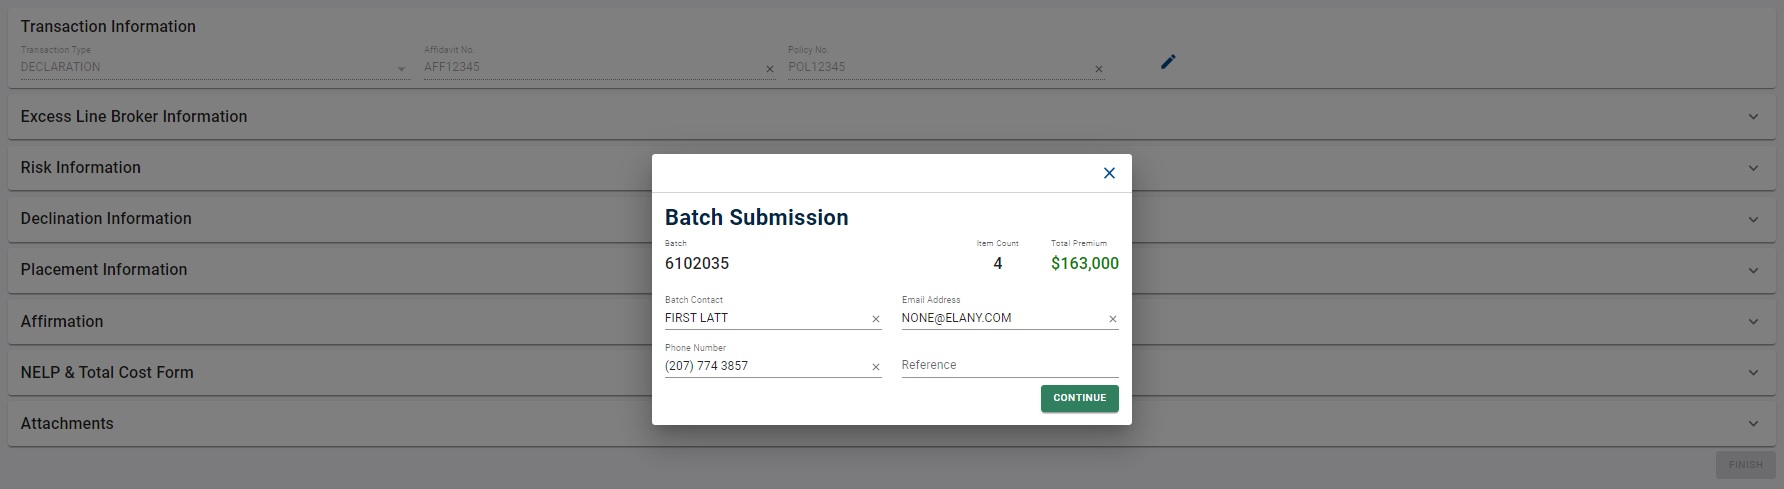 Transaction Information
Transaction Type Affidavit No. Policy No.
DECLARATION AFF12345 POL12345
Excess Line Broker Information
Risk Information
Declination Information
Placement Information
Affirmation
NELP & Total Cost Form
Attachments
FINISH
Batch Submission
Batch Item Count Total Premium
6102035 4 $163,000
Batch Contact Email Address
FIRST LATT NONE@ELANY.COM
Phone Number
(207) 774 3857 Reference
CONTINUE